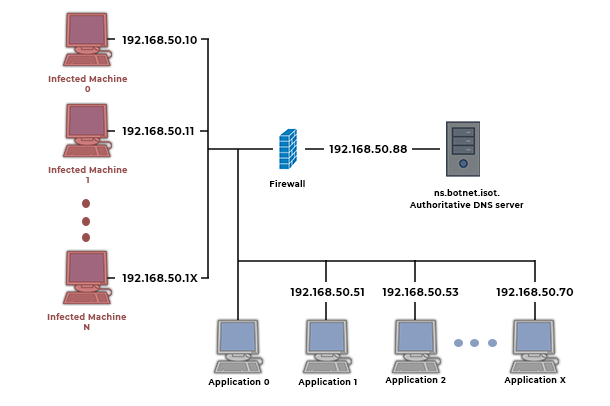 192.168.50.10
Infected Machine
0
192.168.50.11
Infected Machine
1
192.168.50.88
Firewall
ns.botnet.isot.
Authoritative DNS server
192.168.50.1X
Infected Machine
N
192.168.50.51
192.168.50.53
192.168.50.70
Application 0
Application 1
Application 2
Application X